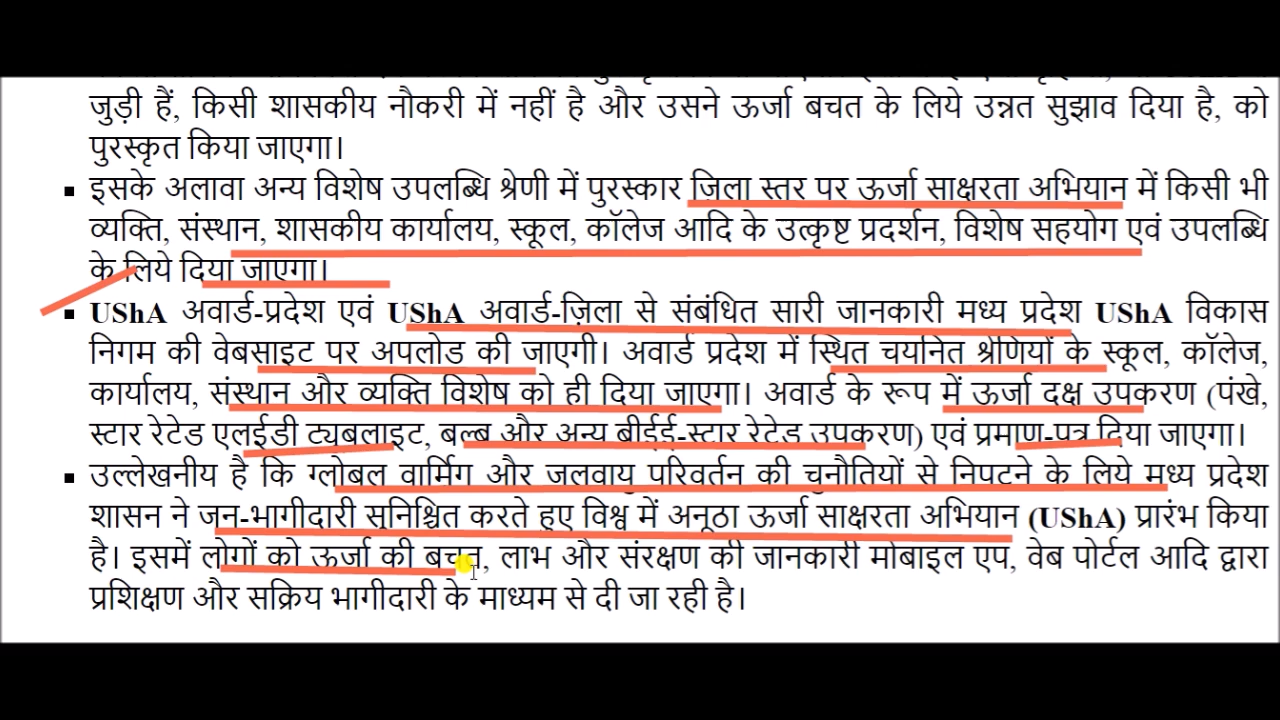 जुड़ी हैं, किसी शासकीय नौकरी में नहीं है और उसने ऊर्जा बचत के लिये उन्नत सुझाव दिया है, को
पुरस्कृत किया जाएगा।
▪ इसके अलावा अन्य विशेष उपलब्धि श्रेणी में पुरस्कार ज़िला स्तर पर ऊर्जा साक्षरता अभियान में किसी भी
व्यक्ति, संस्थान, शासकीय कार्यालय, स्कूल, कॉलेज आदि के उत्कृष्ट प्रदर्शन, विशेष सहयोग एवं उपलब्धि
के लिये दिया जाएगा।
▪ UShA अवार्ड-प्रदेश एवं UShA अवार्ड-ज़िला से संबंधित सारी जानकारी मध्य प्रदेश UShA विकास
निगम की वेबसाइट पर अपलोड की जाएगी। अवार्ड प्रदेश में स्थित चयनित श्रेणियों के स्कूल, कॉलेज,
कार्यालय, संस्थान और व्यक्ति विशेष को ही दिया जाएगा। अवार्ड के रूप में ऊर्जा दक्ष उपकरण (पंखे,
स्टार रेटेड एलईडी ट्यूबलाइट, बल्ब और अन्य बीईई-स्टार रेटेड उपकरण) एवं प्रमाण-पत्र दिया जाएगा।
▪ उल्लेखनीय है कि ग्लोबल वार्मिग और जलवायु परिवर्तन की चुनौतियों से निपटने के लिये मध्य प्रदेश
शासन ने जन-भागीदारी सुनिश्चित करते हुए विश्व में अनूठा ऊर्जा साक्षरता अभियान (UShA) प्रारंभ किया
है। इसमें लोगों को ऊर्जा की बचत, लाभ और संरक्षण की जानकारी मोबाइल एप, वेब पोर्टल आदि द्वारा
प्रशिक्षण और सक्रिय भागीदारी के माध्यम से दी जा रही है।